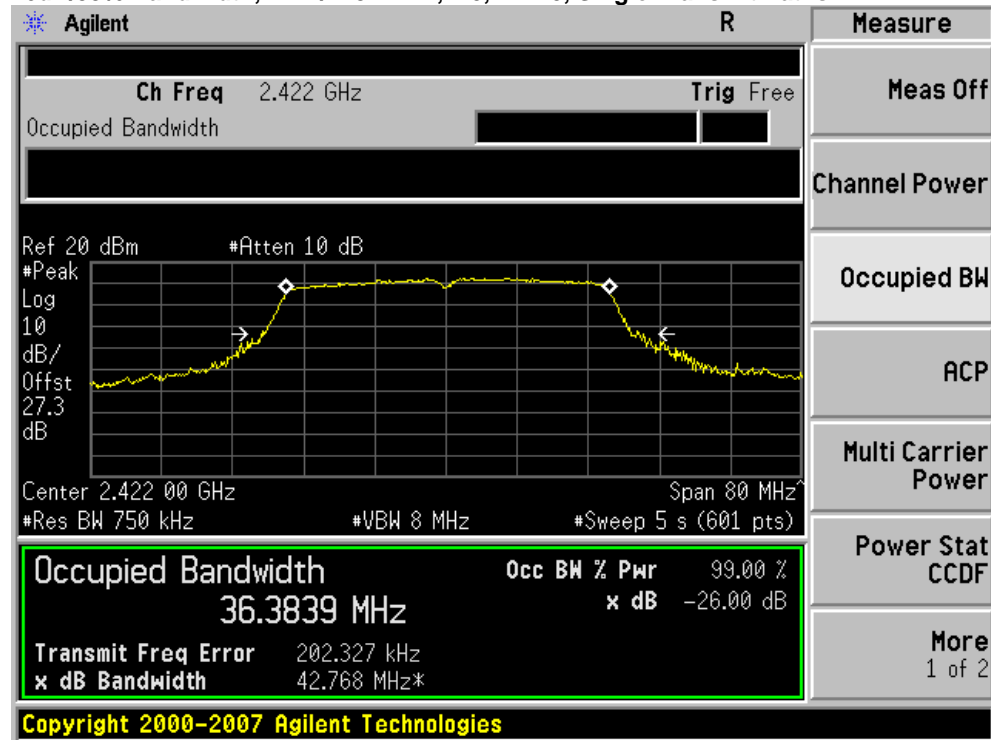 Agilent R Measure
Ch Freq 2.422 GHz Trig Free
Occupied Bandwidth
Meas Off
Channel Power
Occupied BW
ACP
Multi Carrier
Power
Power Stat
CCDF
More
1 of 2
Ref 20 dBm #Atten 10 dB
#Peak
Log
10
dB/
Offst
27.3
dB
Center 2.422 00 GHz Span 80 MHz^
#Res BW 750 kHz #VBW 8 MHz #Sweep 5 s (601 pts)
Occupied Bandwidth Occ BW % Pwr 99.00 %
36.3839 MHz x dB -26.00 dB
Transmit Freq Error 202.327 kHz
x dB Bandwidth 42.768 MHz*
Copyright 2000-2007 Agilent Technologies